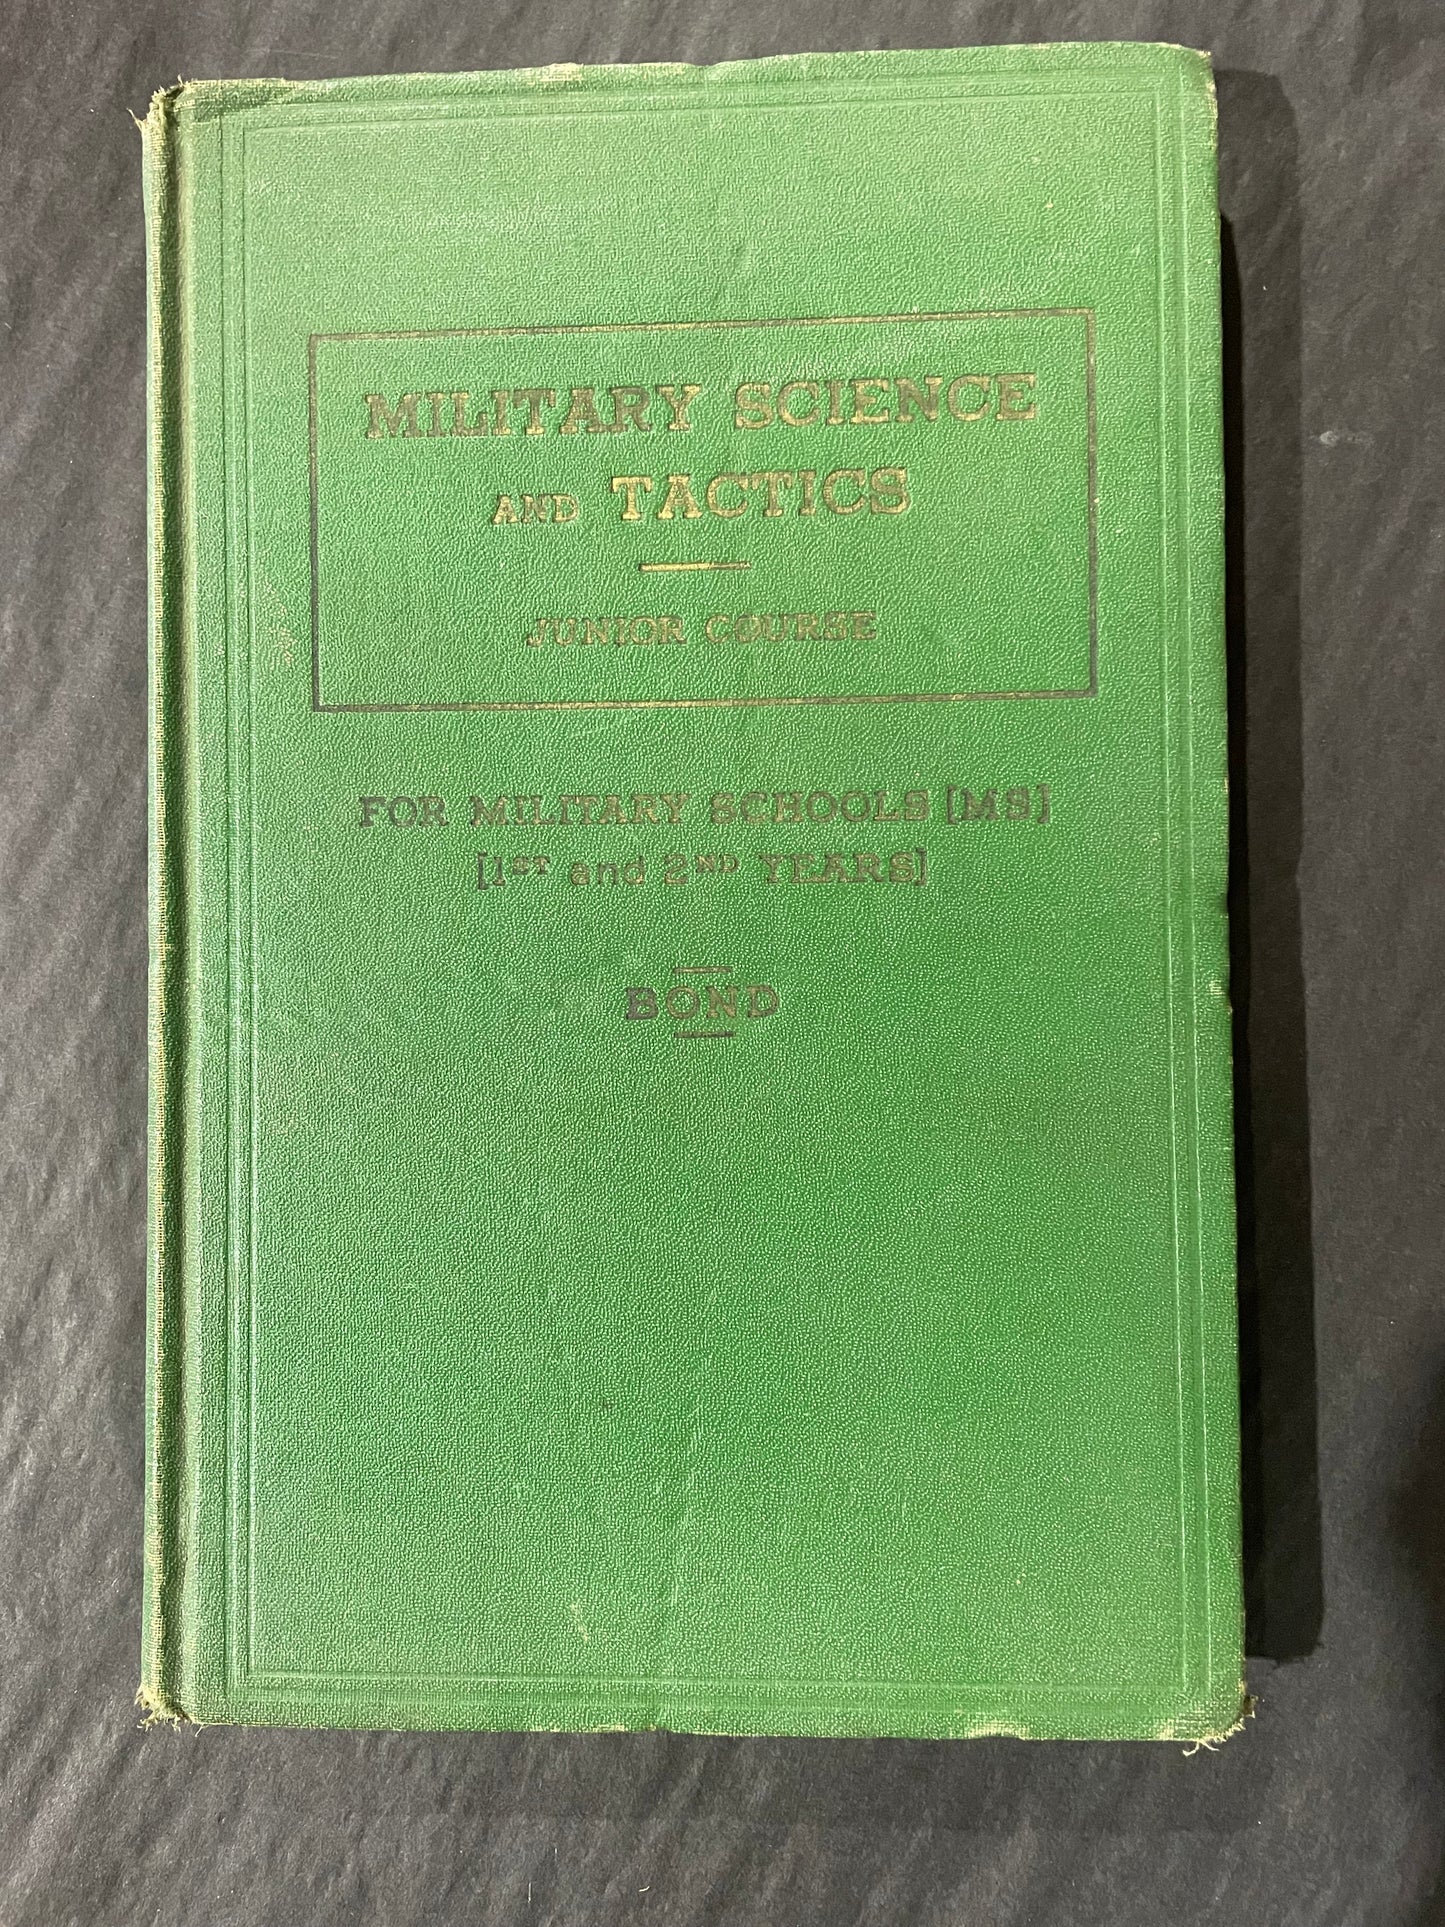 MILITARY SCIENCE
AND TACTICS
JUNIOR COURSE
FOR MILITARY SCHOOLS [MS]
[1ST and 2ND YEARS]
BOND